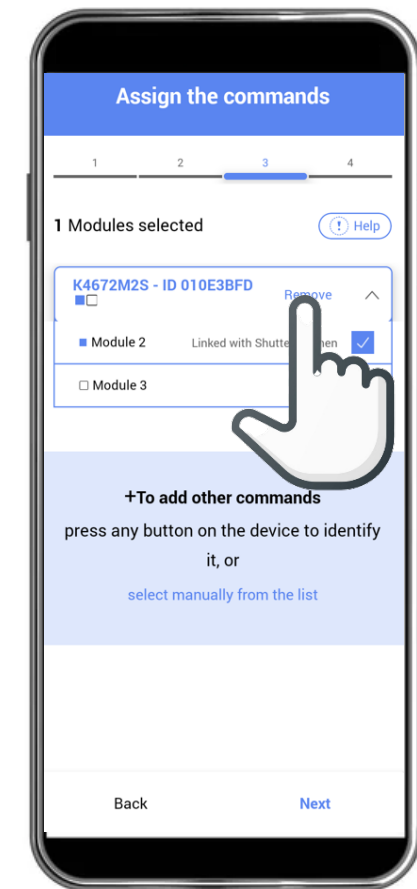 Assign the commands
1 2 3 4
1 Modules selected
! Help
K4672M2S - ID 010E3BFD
Remove
Module 2 Linked with
Module 3
+To add other commands
press any button on the device to identify
it, or
select manually from the list
Back Next